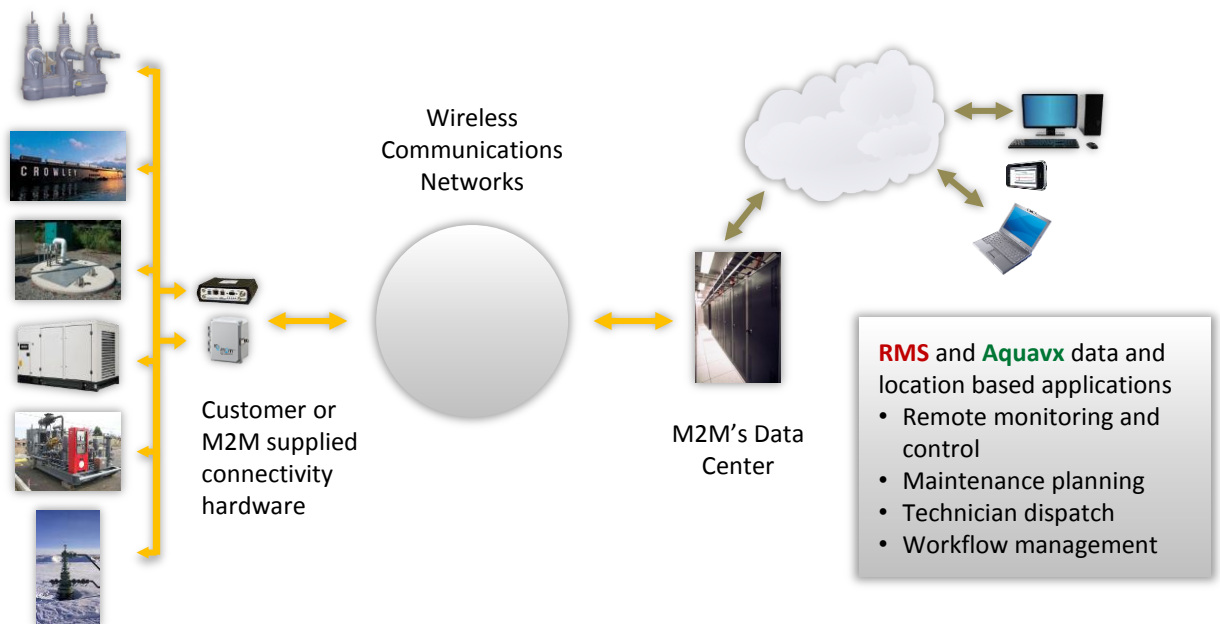 CROWLEY
Wireless
Communications
Networks
Customer or
M2M supplied
connectivity
hardware
M2M's Data
Center
RMS and Aquavx data and
location based applications
• Remote monitoring and
control
• Maintenance planning
• Technician dispatch
• Workflow management